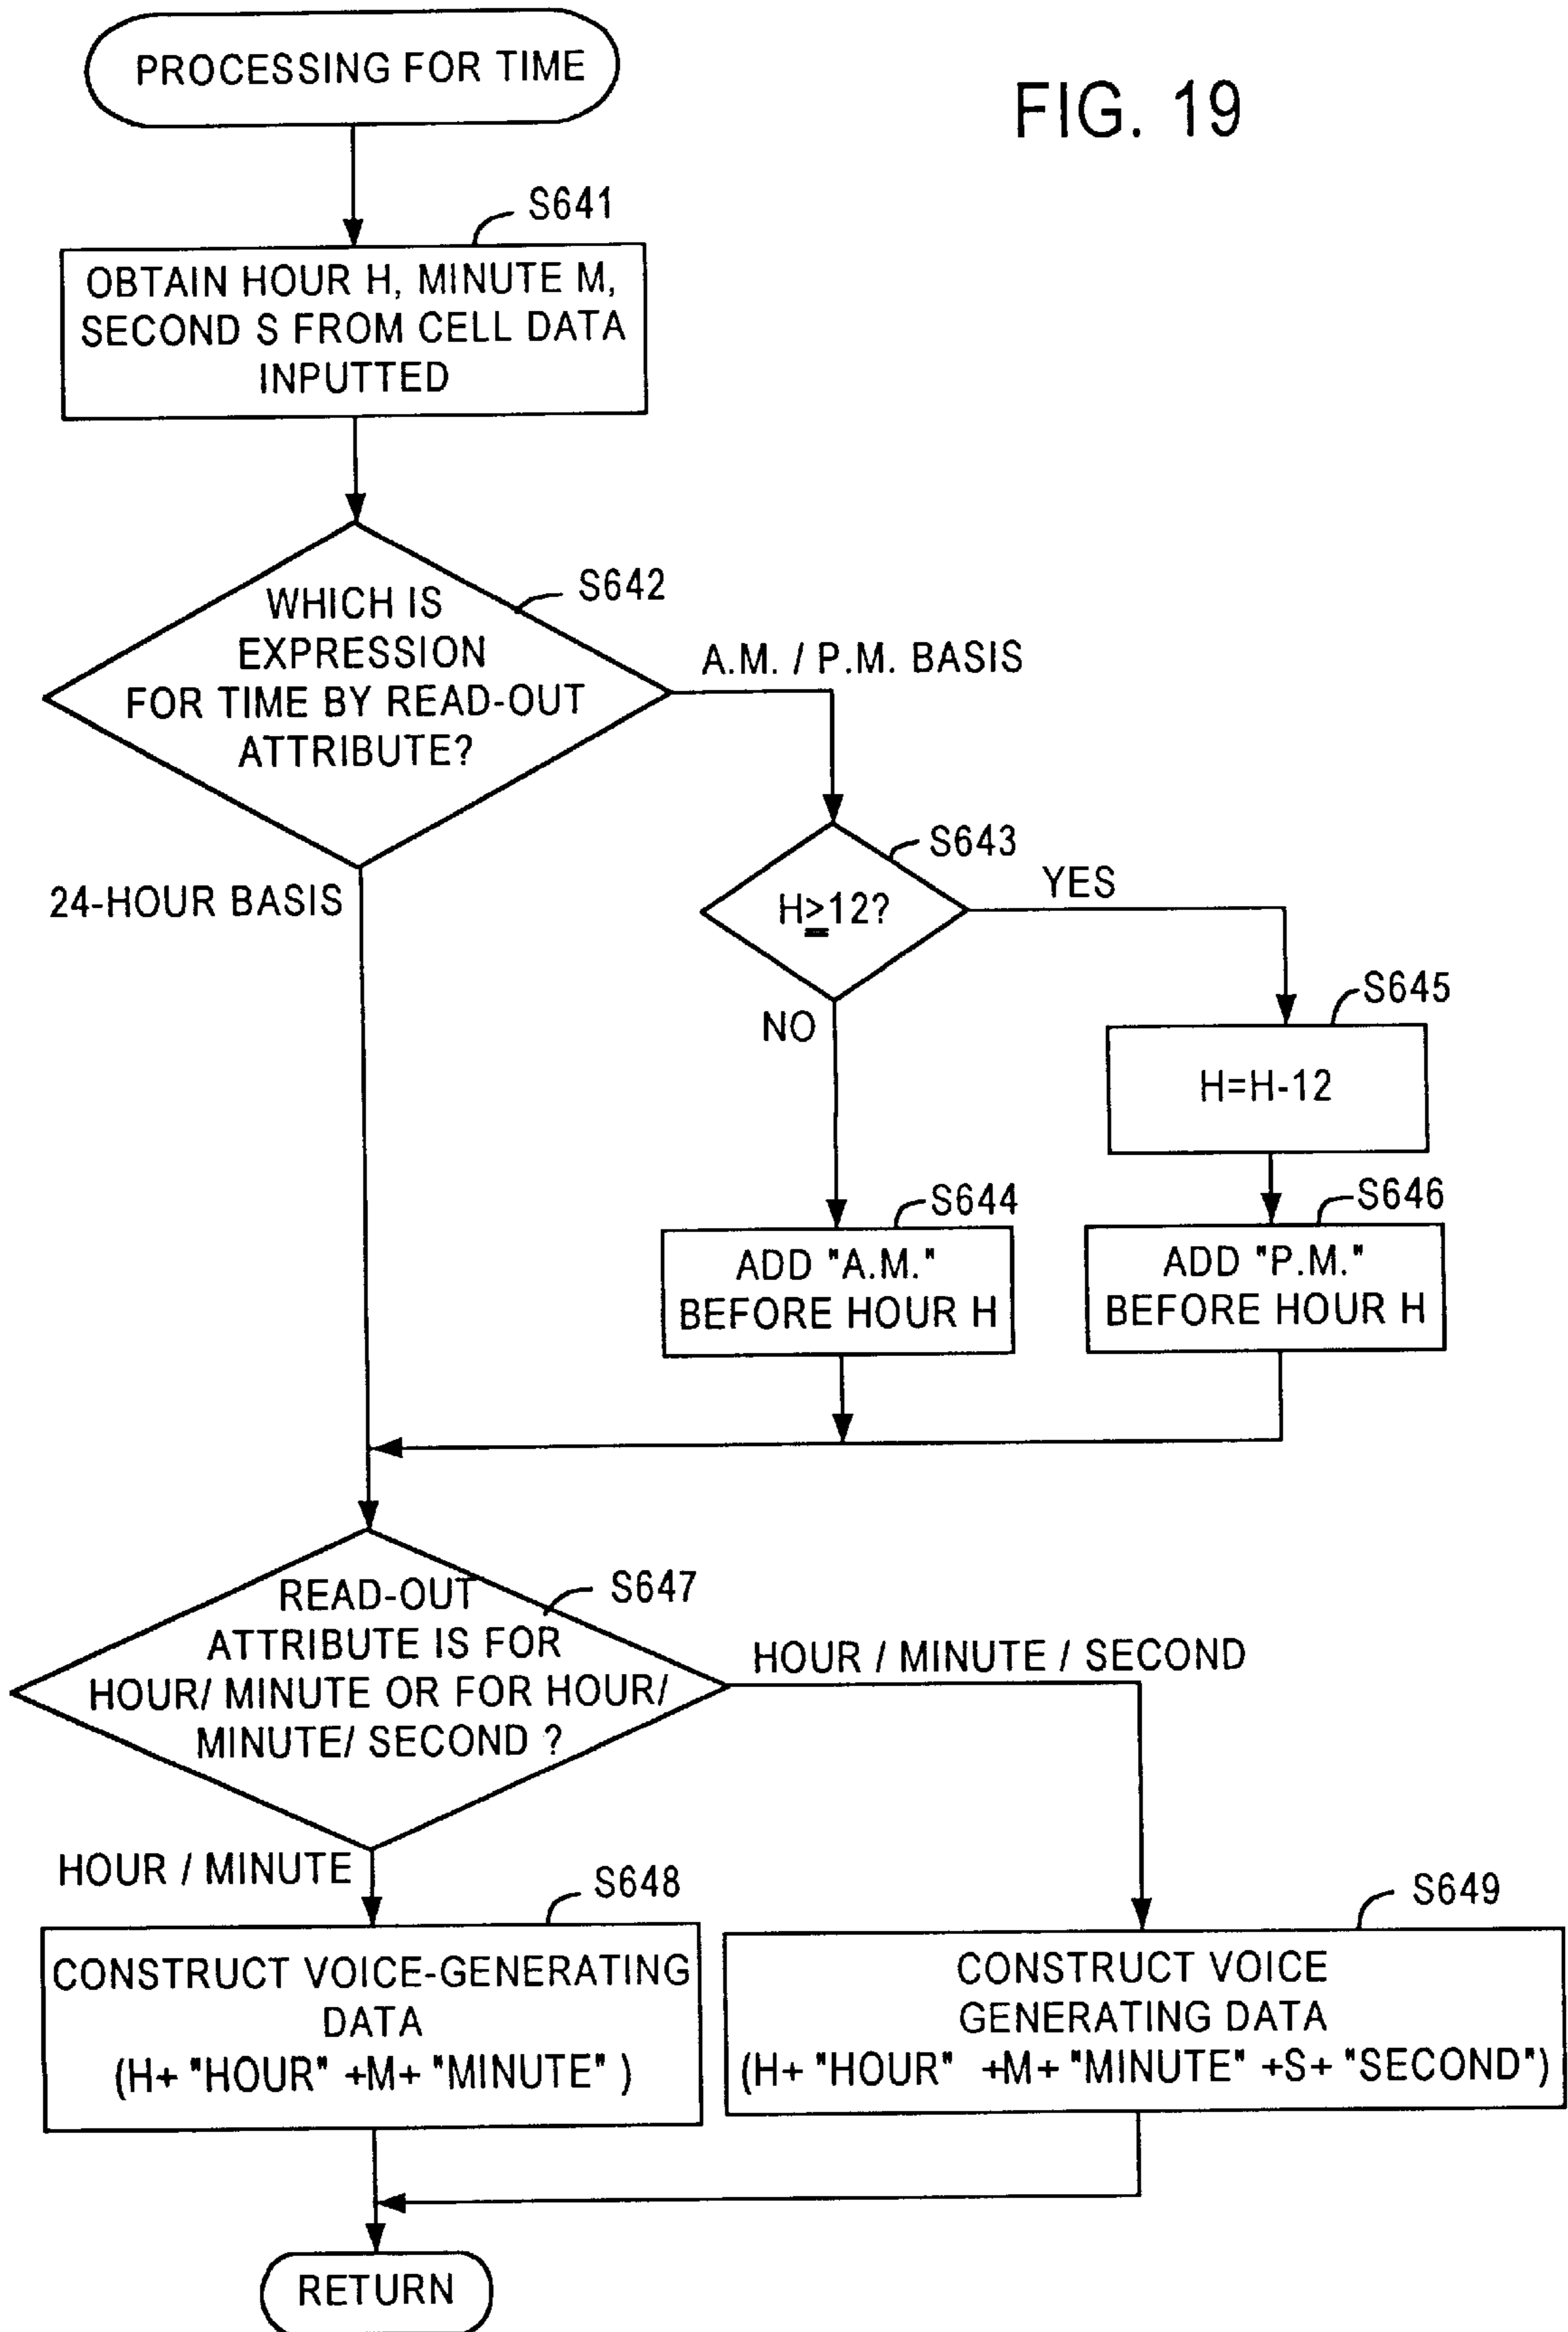 PROCESSING FOR TIME
FIG. 19
S641
OBTAIN HOUR H, MINUTE M,
SECOND S FROM CELL DATA
INPUTTED
S642
WHICH IS
EXPRESSION
FOR TIME BY READ-OUT
ATTRIBUTE?
A.M. / P.M. BASIS
24-HOUR BASIS
S643
H≧12?
YES
NO
S645
H=H-12
S644
ADD "A.M."
BEFORE HOUR H
S646
ADD "P.M."
BEFORE HOUR H
S647
READ-OUT
ATTRIBUTE IS FOR
HOUR/ MINUTE OR FOR HOUR/
MINUTE/ SECOND ?
HOUR / MINUTE / SECOND
HOUR / MINUTE
S648
CONSTRUCT VOICE-GENERATING
DATA
(H+ "HOUR" +M+ "MINUTE" )
S649
CONSTRUCT VOICE
GENERATING DATA
(H+ "HOUR" +M+ "MINUTE" +S+ "SECOND")
RETURN